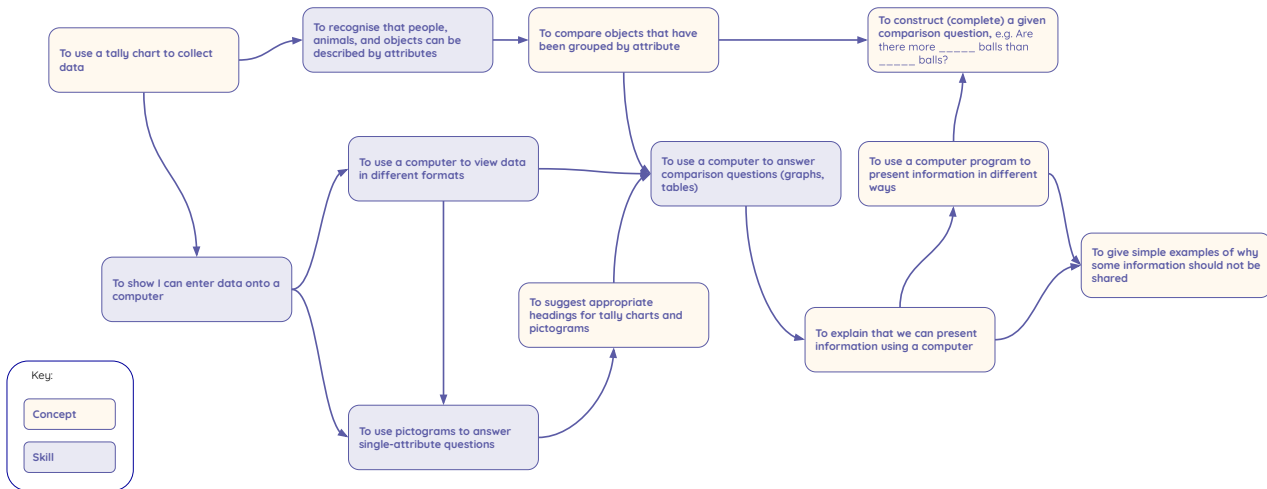 To use a tally chart to collect
data
To recognise that people,
animals, and objects can be
described by attributes
To compare objects that have
been grouped by attribute
To construct (complete) a given
comparison question, e.g. Are
there more _____ balls than
_____ balls?
To use a computer to view data
in different formats
To use a computer to answer
comparison questions (graphs,
tables)
To use a computer program to
present information in different
ways
To give simple examples of why
some information should not be
shared
To show I can enter data onto a
computer
To suggest appropriate
headings for tally charts and
pictograms
To explain that we can present
information using a computer
To use pictograms to answer
single-attribute questions
Key:
Concept
Skill